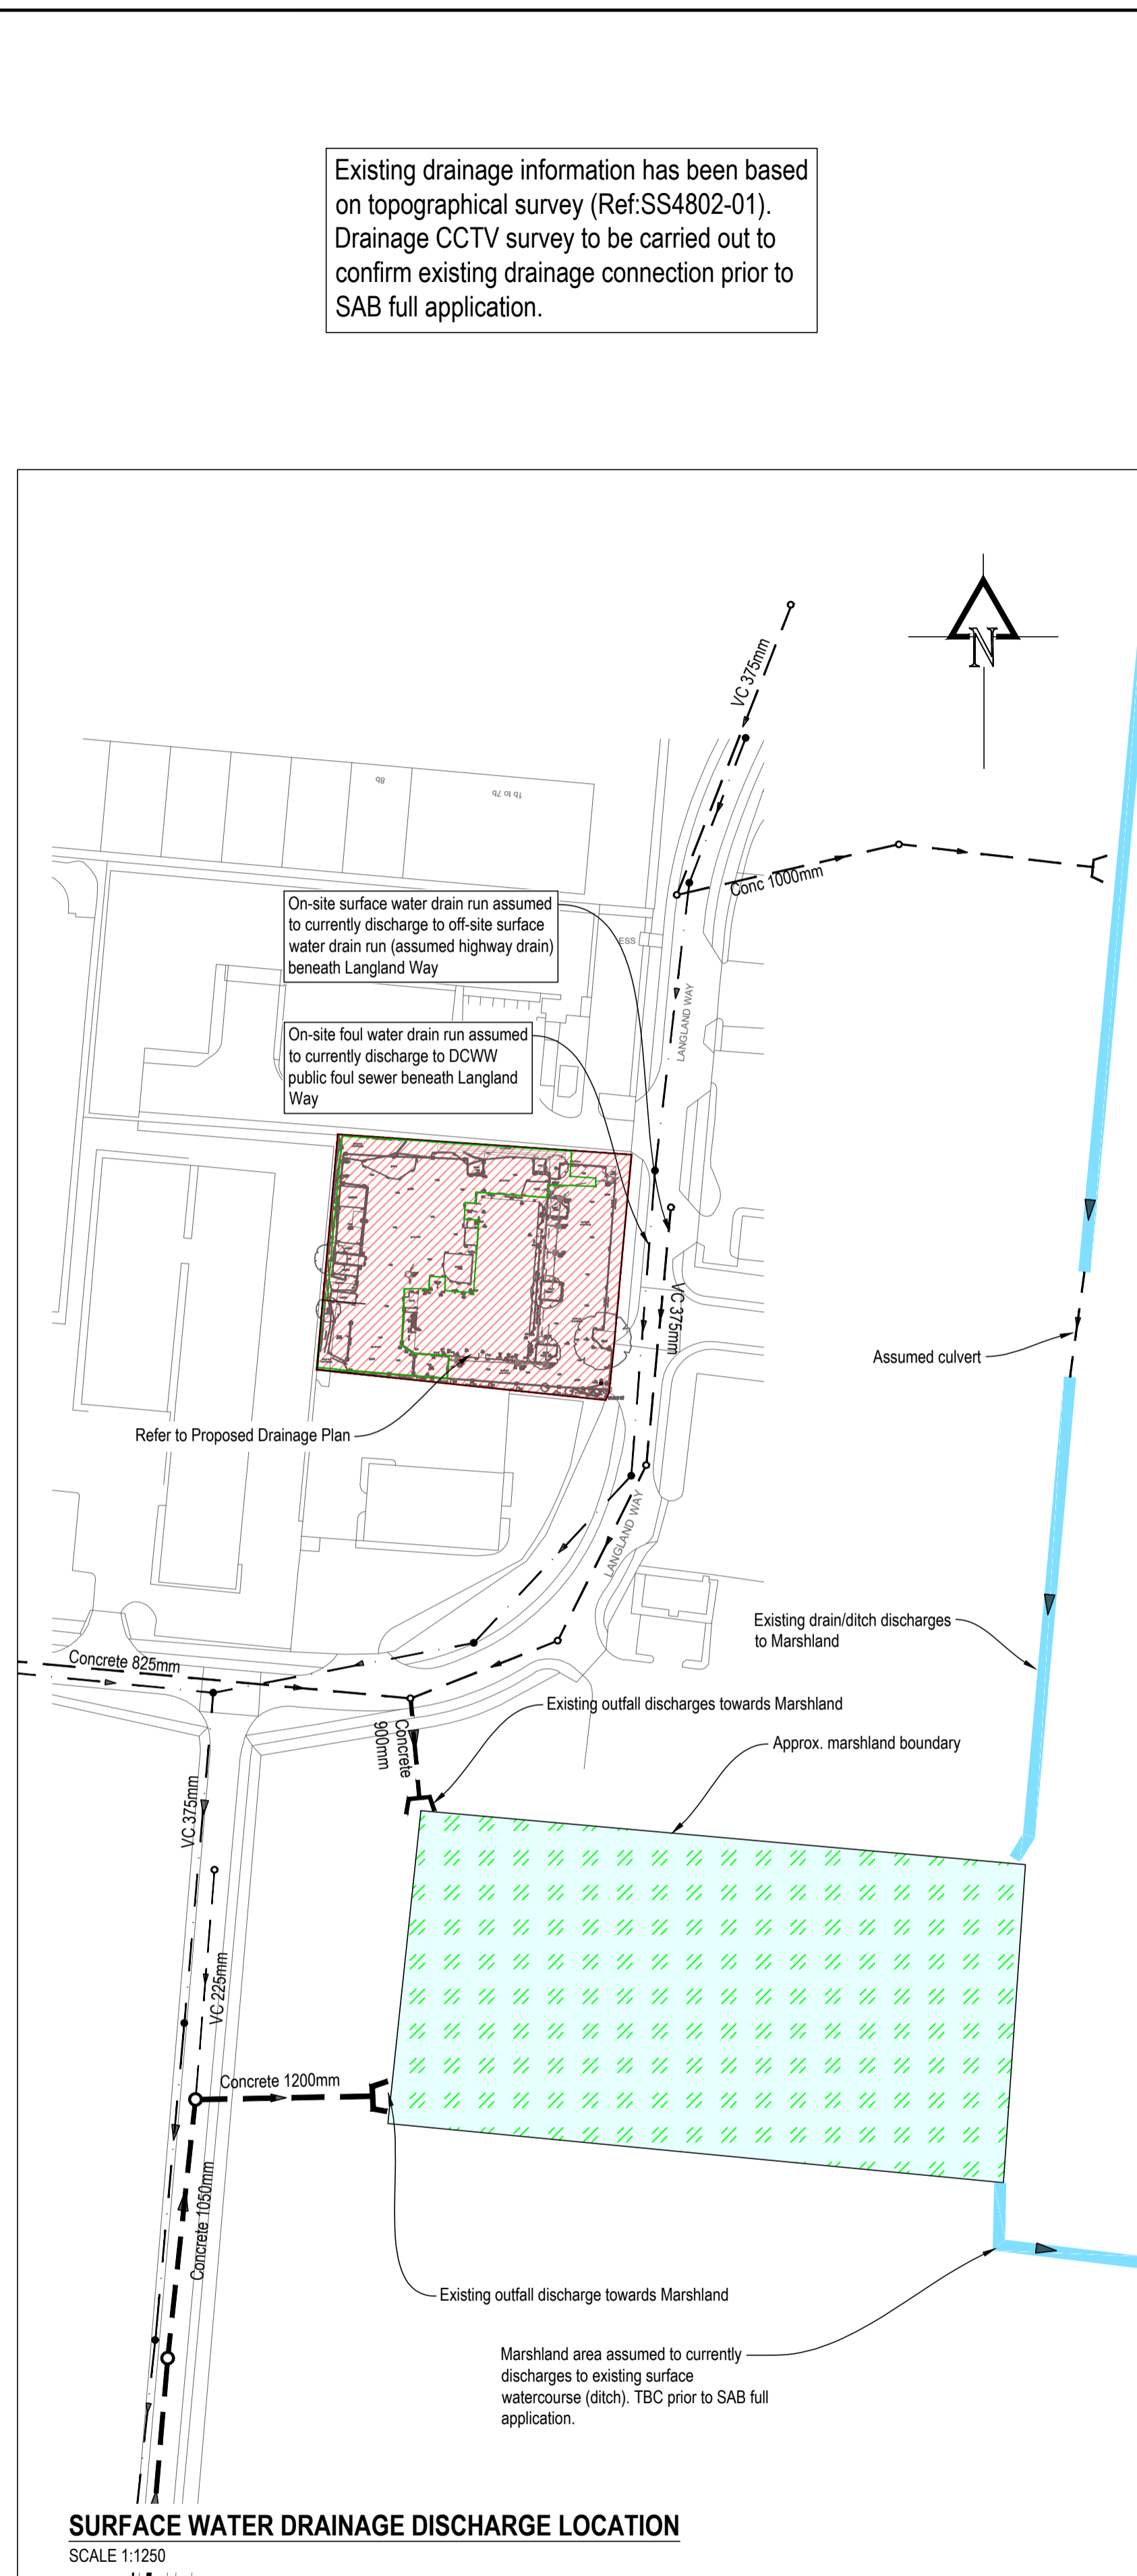 Existing drainage information has been based
on topographical survey (Ref:SS4802-01).
Drainage CCTV survey to be carried out to
confirm existing drainage connection prior to
SAB full application.
N
VC 375mm
8b
1b to 7b
Conc 1000mm
On-site surface water drain run assumed
to currently discharge to off-site surface
water drain run (assumed highway drain)
beneath Langland Way
ESS
LANGLAND WAY
On-site foul water drain run assumed
to currently discharge to DCWW
public foul sewer beneath Langland
Way
VC 375mm
Assumed culvert
Refer to Proposed Drainage Plan
LANGLAND WAY
Existing drain/ditch discharges
to Marshland
Concrete 825mm
Existing outfall discharges towards Marshland
Concrete
900mm
Approx. marshland boundary
VC 375mm
VC 225mm
Concrete 1200mm
Concrete 1050mm
Existing outfall discharge towards Marshland
Marshland area assumed to currently
discharges to existing surface
watercourse (ditch). TBC prior to SAB full
application.
SURFACE WATER DRAINAGE DISCHARGE LOCATION
SCALE 1:1250